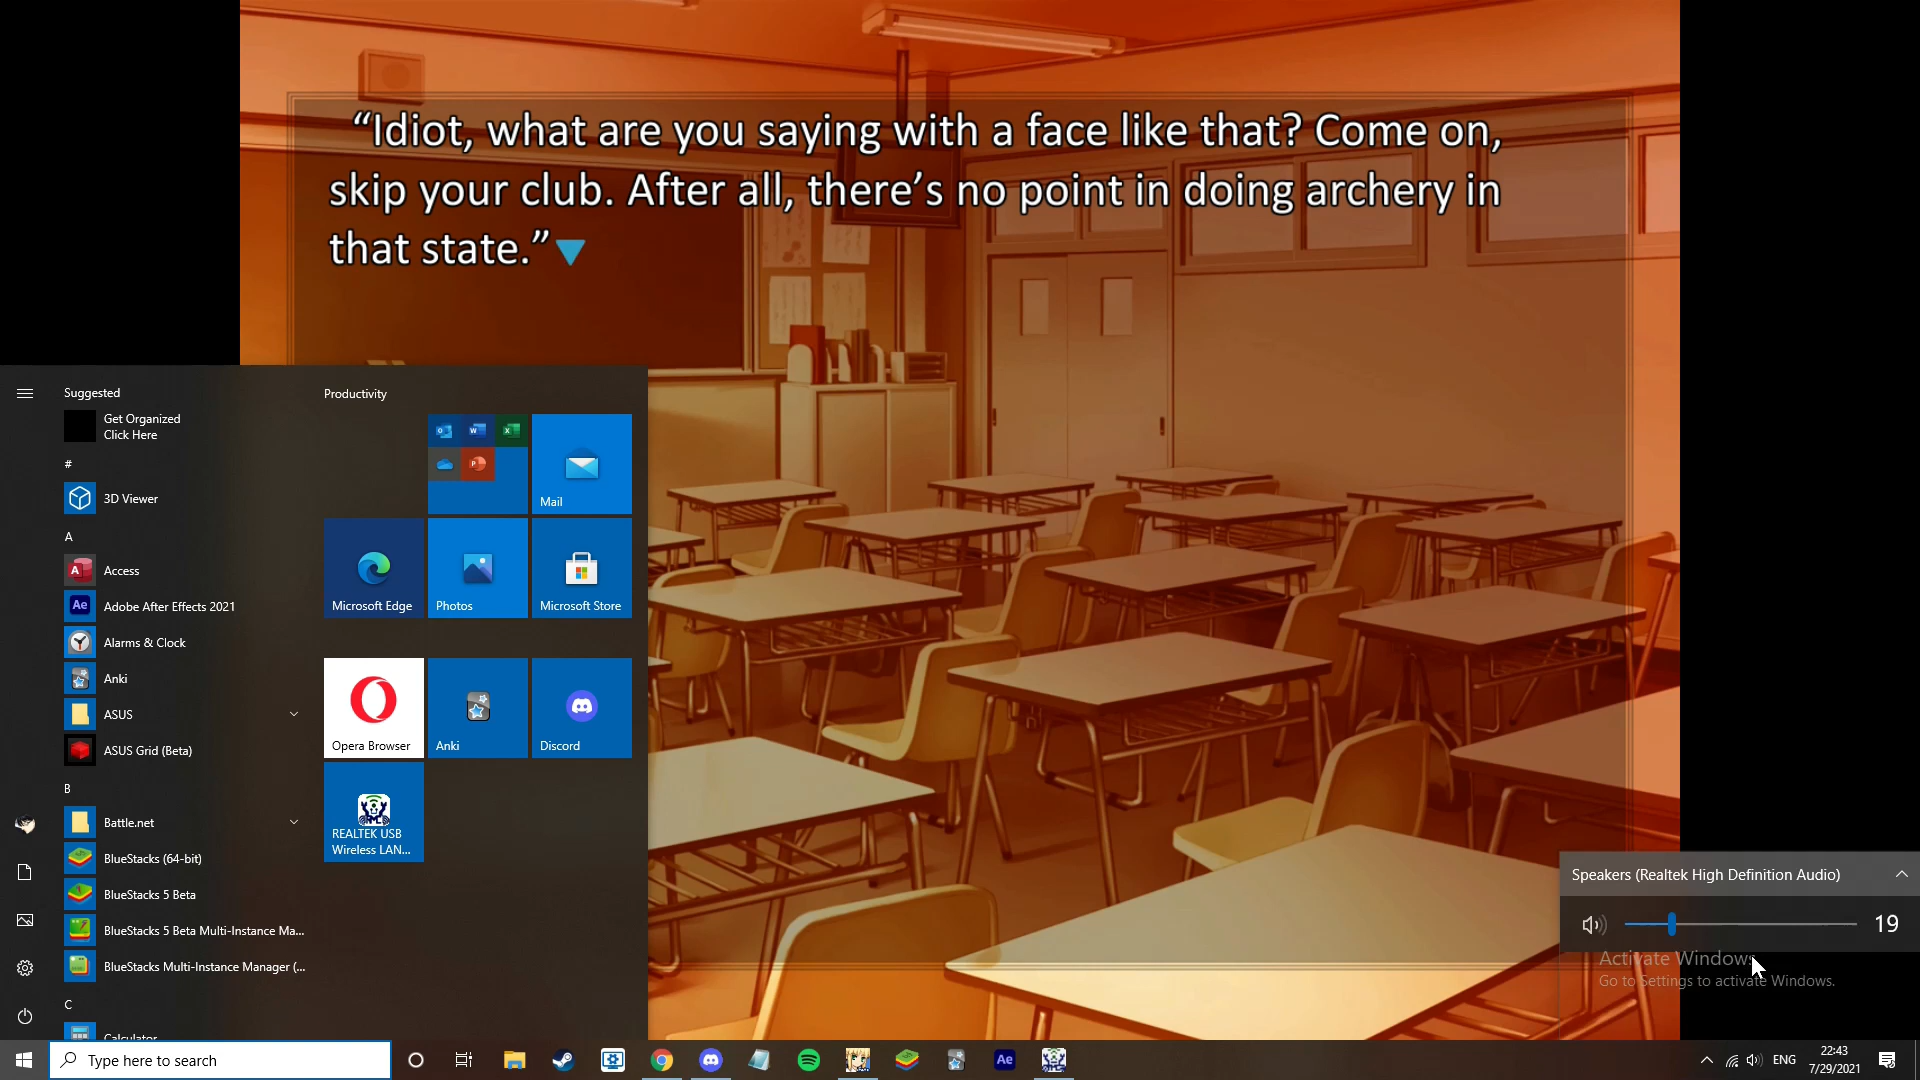 “Idiot, what are you saying with a face like that? Come on,
skip your club. After all, there’s no point in doing archery in
that state.”
Suggested
Get Organized
Click Here
#
3D Viewer
A
Access
Adobe After Effects 2021
Alarms & Clock
Anki
ASUS
ASUS Grid (Beta)
B
Battle.net
BlueStacks (64-bit)
BlueStacks 5 Beta
BlueStacks 5 Beta Multi-Instance Ma...
BlueStacks Multi-Instance Manager (...
C
Calculator
Productivity
Mail
Microsoft Edge
Photos
Microsoft Store
Opera Browser
Anki
Discord
REALTEK USB
Wireless LAN...
Speakers (Realtek High Definition Audio)
19
Activate Windows
Go to Settings to activate Windows.
Type here to search
Ae
ENG
22:43
7/29/2021